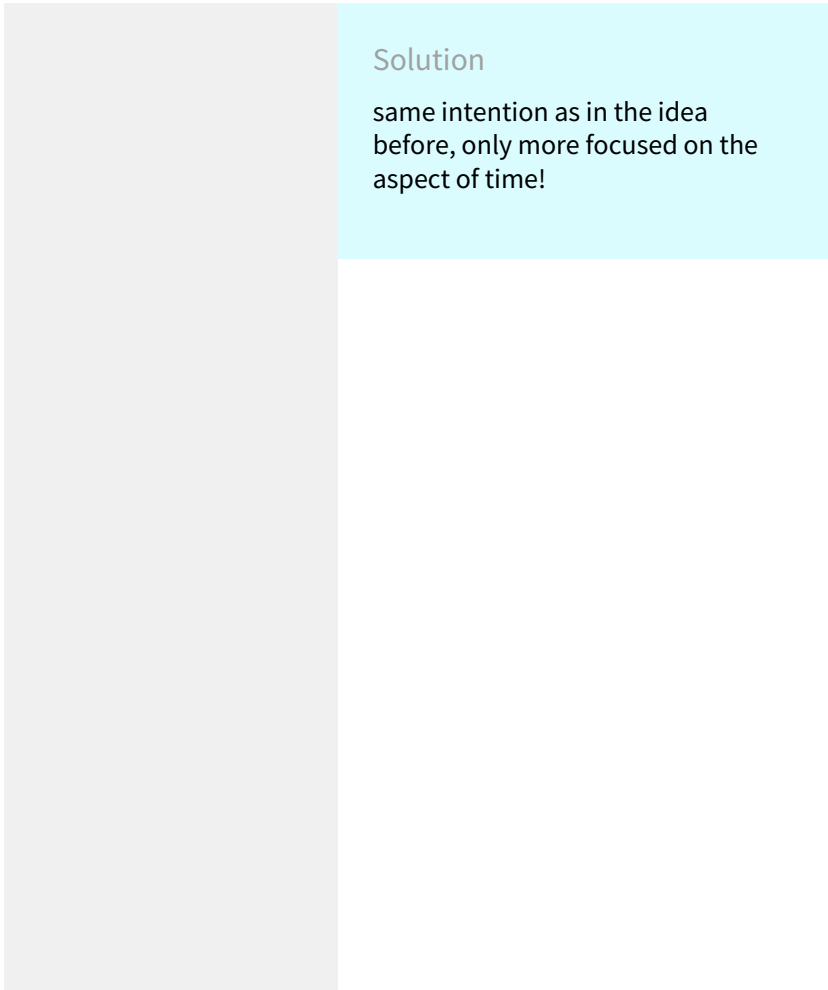 Solution
same intention as in the idea
before, only more focused on the
aspect of time!